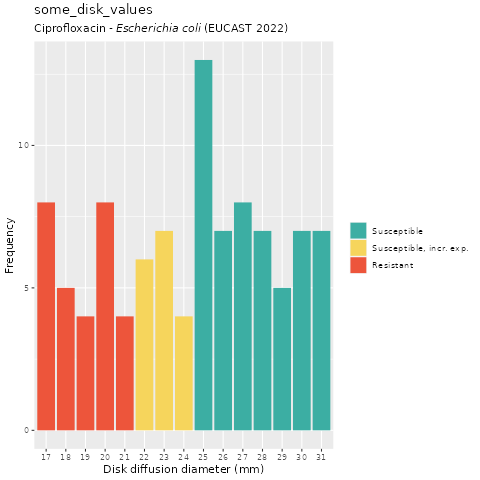 some_disk_values
Ciprofloxacin - Escherichia coli (EUCAST 2022)
Frequency
10
5
0
17 18 19 20 21 22 23 24 25 26 27 28 29 30 31
Disk diffusion diameter (mm)
Susceptible
Susceptible, incr. exp.
Resistant